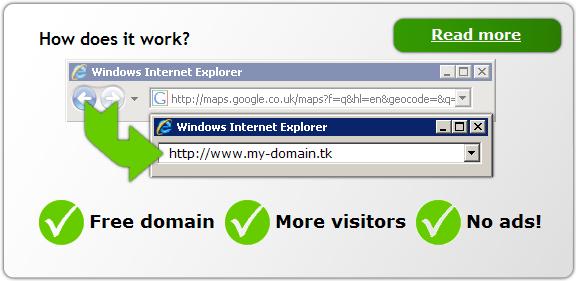 How does it work?
Read more
Windows Internet Explorer
http://maps.google.co.uk/maps?f=q&hl=en&geocode=&q=
Windows Internet Explorer
http://www.my-domain.tk
Free domain
More visitors
No ads!